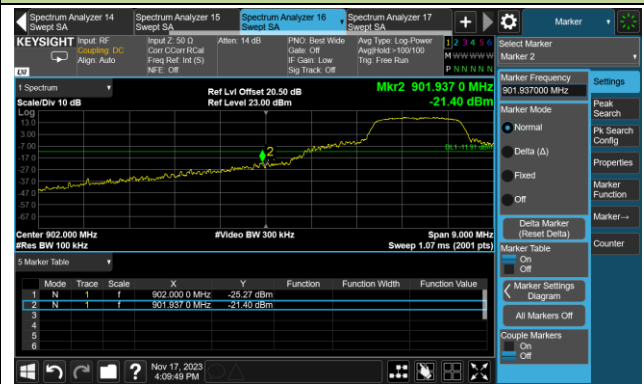 Spectrum Analyzer 14
Swept SA
Spectrum Analyzer 15
Swept SA
Spectrum Analyzer 16
Swept SA
Spectrum Analyzer 17
Swept SA
Marker
KEYSIGHT
Input: RF
Coupling: DC
Align: Auto
Input Z: 50 Ω
Corr CCorr RCal
Freq Ref: Int (S)
NFE: Off
Atten: 14 dB
PNO: Best Wide
Gate: Off
IF Gain: Low
Sig Track: Off
Avg Type: Log-Power
Avg|Hold:>100/100
Trig: Free Run
1 2 3 4 5 6
M W W W W W
P N N N N N
LXI
Select Marker
Marker 2
1 Spectrum
Scale/Div 10 dB
Ref Lvl Offset 20.50 dB
Ref Level 23.00 dBm
Mkr2 901.937 0 MHz
-21.40 dBm
Log
13.0
3.00
-7.00
-17.0
-27.0
-37.0
-47.0
-57.0
-67.0
2
DL1 -11.91 dBm
Center 902.000 MHz
#Res BW 100 kHz
#Video BW 300 kHz
Span 9.000 MHz
Sweep 1.07 ms (2001 pts)
5 Marker Table
Mode Trace Scale X Y Function Function Width Function Value
1 N 1 f 902.000 0 MHz -25.27 dBm
2 N 1 f 901.937 0 MHz -21.40 dBm
3
4
5
6
Marker Frequency
901.937000 MHz
Marker Mode
Normal
Delta (Δ)
Fixed
Off
Delta Marker
(Reset Delta)
Marker Table
On
Off
Marker Settings
Diagram
All Markers Off
Couple Markers
On
Off
Settings
Peak
Search
Pk Search
Config
Properties
Marker
Function
Marker→
Counter
Nov 17, 2023
4:09:49 PM